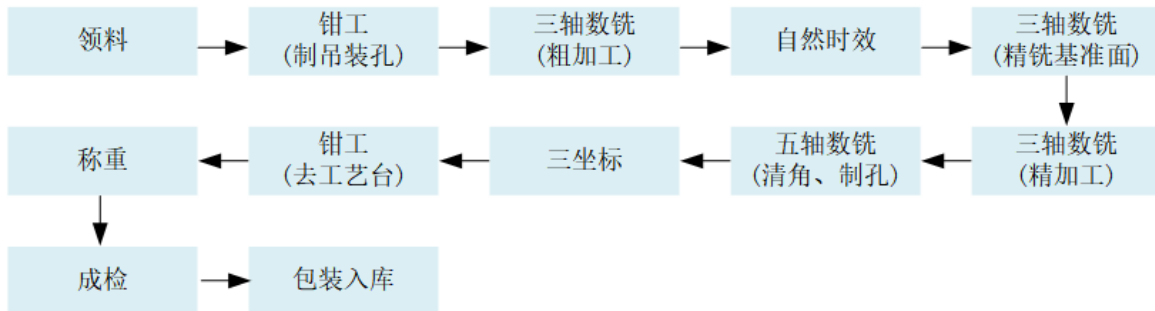 领料
钳工
(制吊装孔)
三轴数铣
(粗加工)
自然时效
三轴数铣
(精铣基准面)
三轴数铣
(精加工)
五轴数铣
(清角、制孔)
三坐标
钳工
(去工艺台)
称重
成检
包装入库